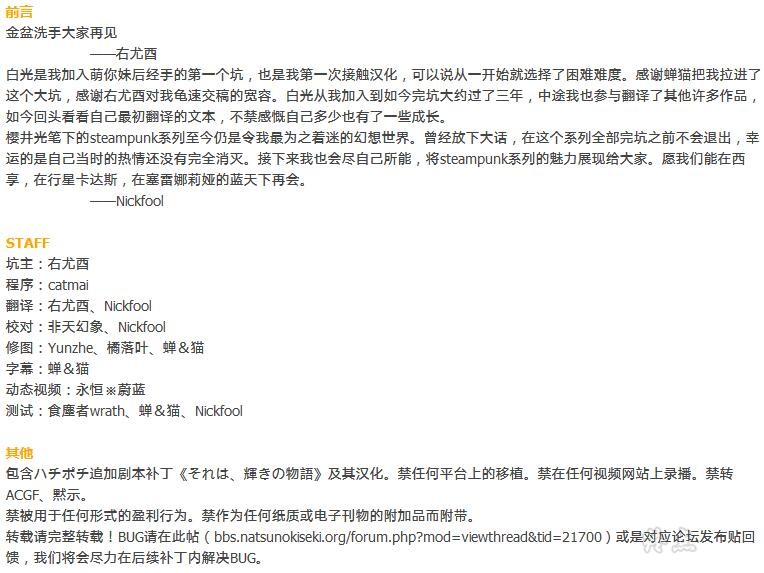 前言
金盆洗手大家再见
——右尤酉
白光是我加入萌你妹后经手的第一个坑，也是我第一次接触汉化，可以说从一开始就选择了困难难度。感谢蝉猫把我拉进了
这个大坑，感谢右尤酉对我龟速交稿的宽容。白光从我加入到如今完坑大约过了三年，中途我也参与翻译了其他许多作品，
如今回头看看自己最初翻译的文本，不禁感慨自己多少也有了一些成长。
樱井光笔下的steampunk系列至今仍是令我最为之着迷的幻想世界。曾经放下大话，在这个系列全部完坑之前不会退出，幸
运的是自己当时的热情还没有完全消灭。接下来我也会尽自己所能，将steampunk系列的魅力展现给大家。愿我们能在西
享，在行星卡达斯，在塞雷娜莉娅的蓝天下再会。
——Nickfool
STAFF
坑主：右尤酉
程序：catmai
翻译：右尤酉、Nickfool
校对：非天幻象、Nickfool
修图：Yunzhe、橘落叶、蝉＆猫
字幕：蝉＆猫
动态视频：永恒※蔚蓝
测试：食塵者wrath、蝉＆猫、Nickfool
其他
包含ハチポチ追加剧本补丁《それは、輝きの物語》及其汉化。禁任何平台上的移植。禁在任何视频网站上录播。禁转
ACGF、黙示。
禁被用于任何形式的盈利行为。禁作为任何纸质或电子刊物的附加品而附带。
转载请完整转载！BUG请在此帖（bbs.natsunokiseki.org/forum.php?mod=viewthread&tid=21700）或是对应论坛发布贴回
馈，我们将会尽力在后续补丁内解决BUG。